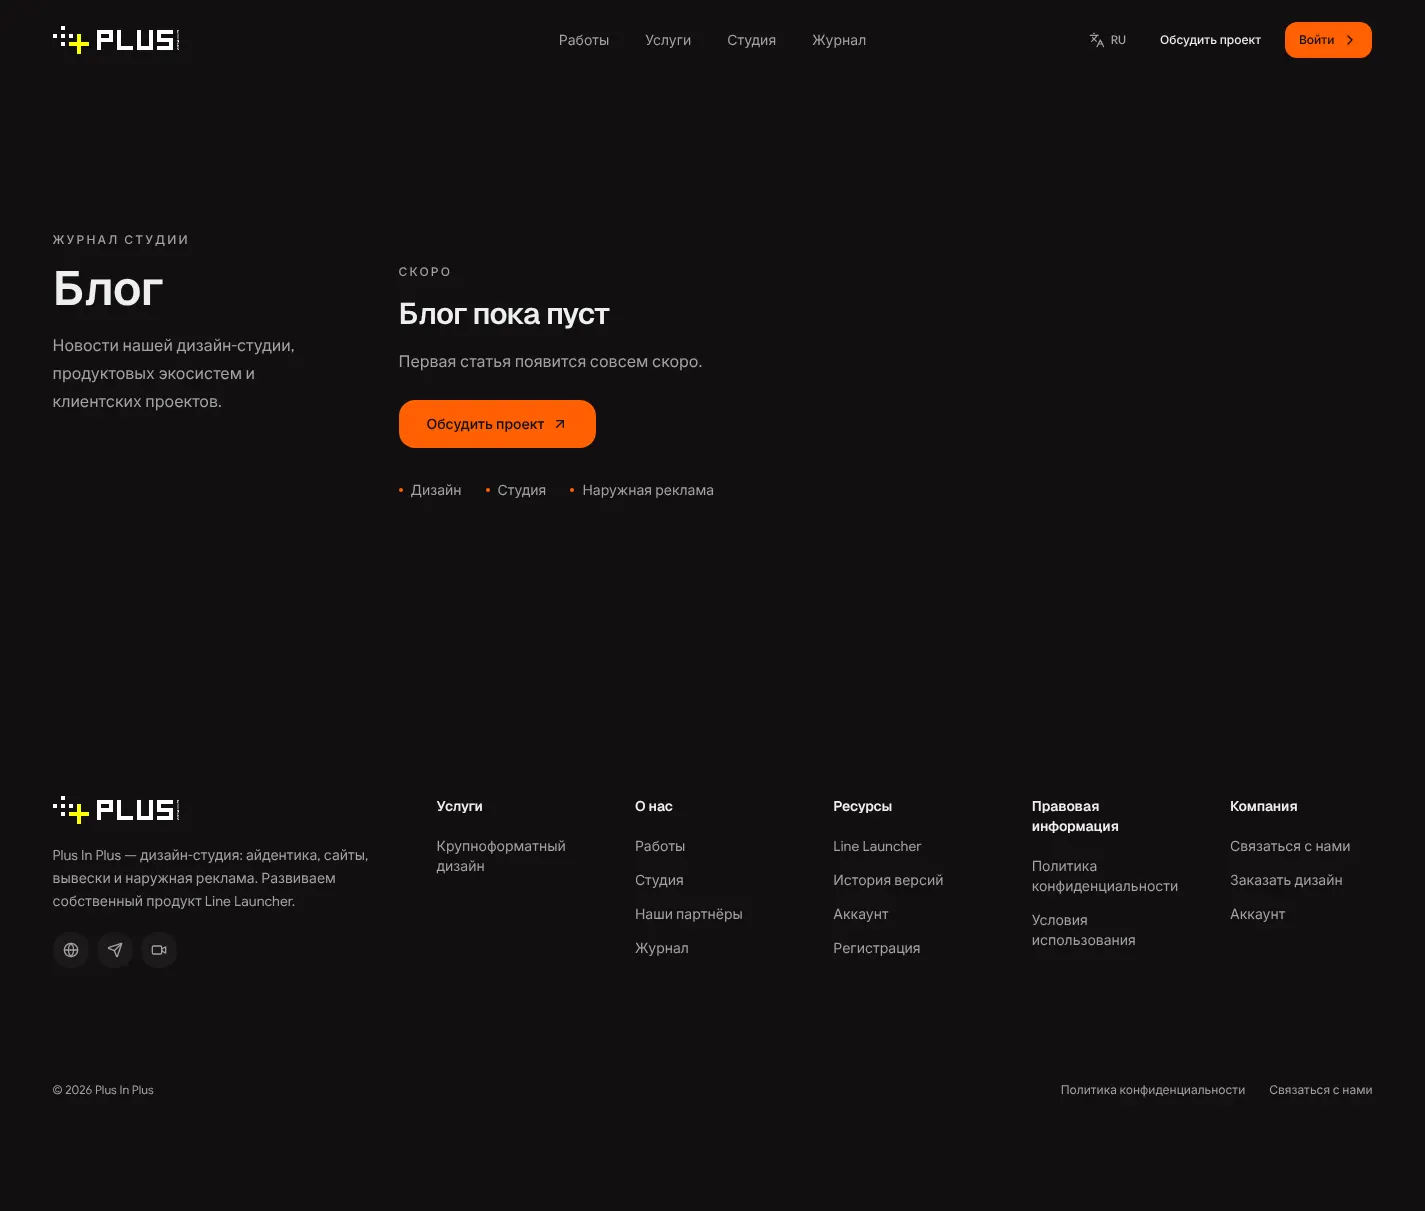 PLUS
Работы
Услуги
Студия
Журнал
RU
Обсудить проект
Войти
ЖУРНАЛ СТУДИИ
Блог
Новости нашей дизайн-студии,
продуктовых экосистем и
клиентских проектов.
СКОРО
Блог пока пуст
Первая статья появится совсем скоро.
Обсудить проект
Дизайн
Студия
Наружная реклама
PLUS
Plus In Plus — дизайн-студия: айдентика, сайты,
вывески и наружная реклама. Развиваем
собственный продукт Line Launcher.
Услуги
Крупноформатный
дизайн
О нас
Работы
Студия
Наши партнёры
Журнал
Ресурсы
Line Launcher
История версий
Аккаунт
Регистрация
Правовая
информация
Политика
конфиденциальности
Условия
использования
Компания
Связаться с нами
Заказать дизайн
Аккаунт
© 2026 Plus In Plus
Политика конфиденциальности
Связаться с нами